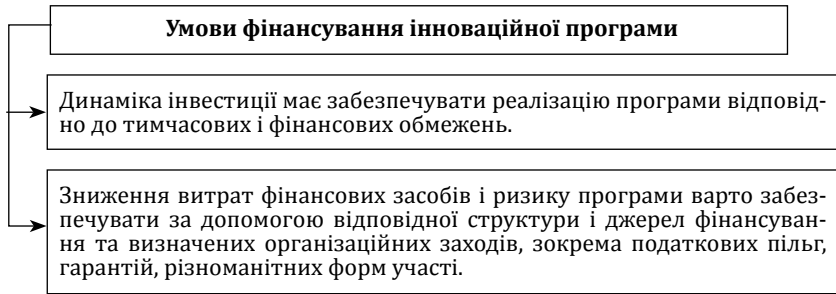 Умови фінансування інноваційної програми
Динаміка інвестиції має забезпечувати реалізацію програми відповід-
но до тимчасових і фінансових обмежень.
Зниження витрат фінансових засобів і ризику програми варто забез-
печувати за допомогою відповідної структури і джерел фінансуван-
ня та визначених організаційних заходів, зокрема податкових пільг,
гарантій, різноманітних форм участі.